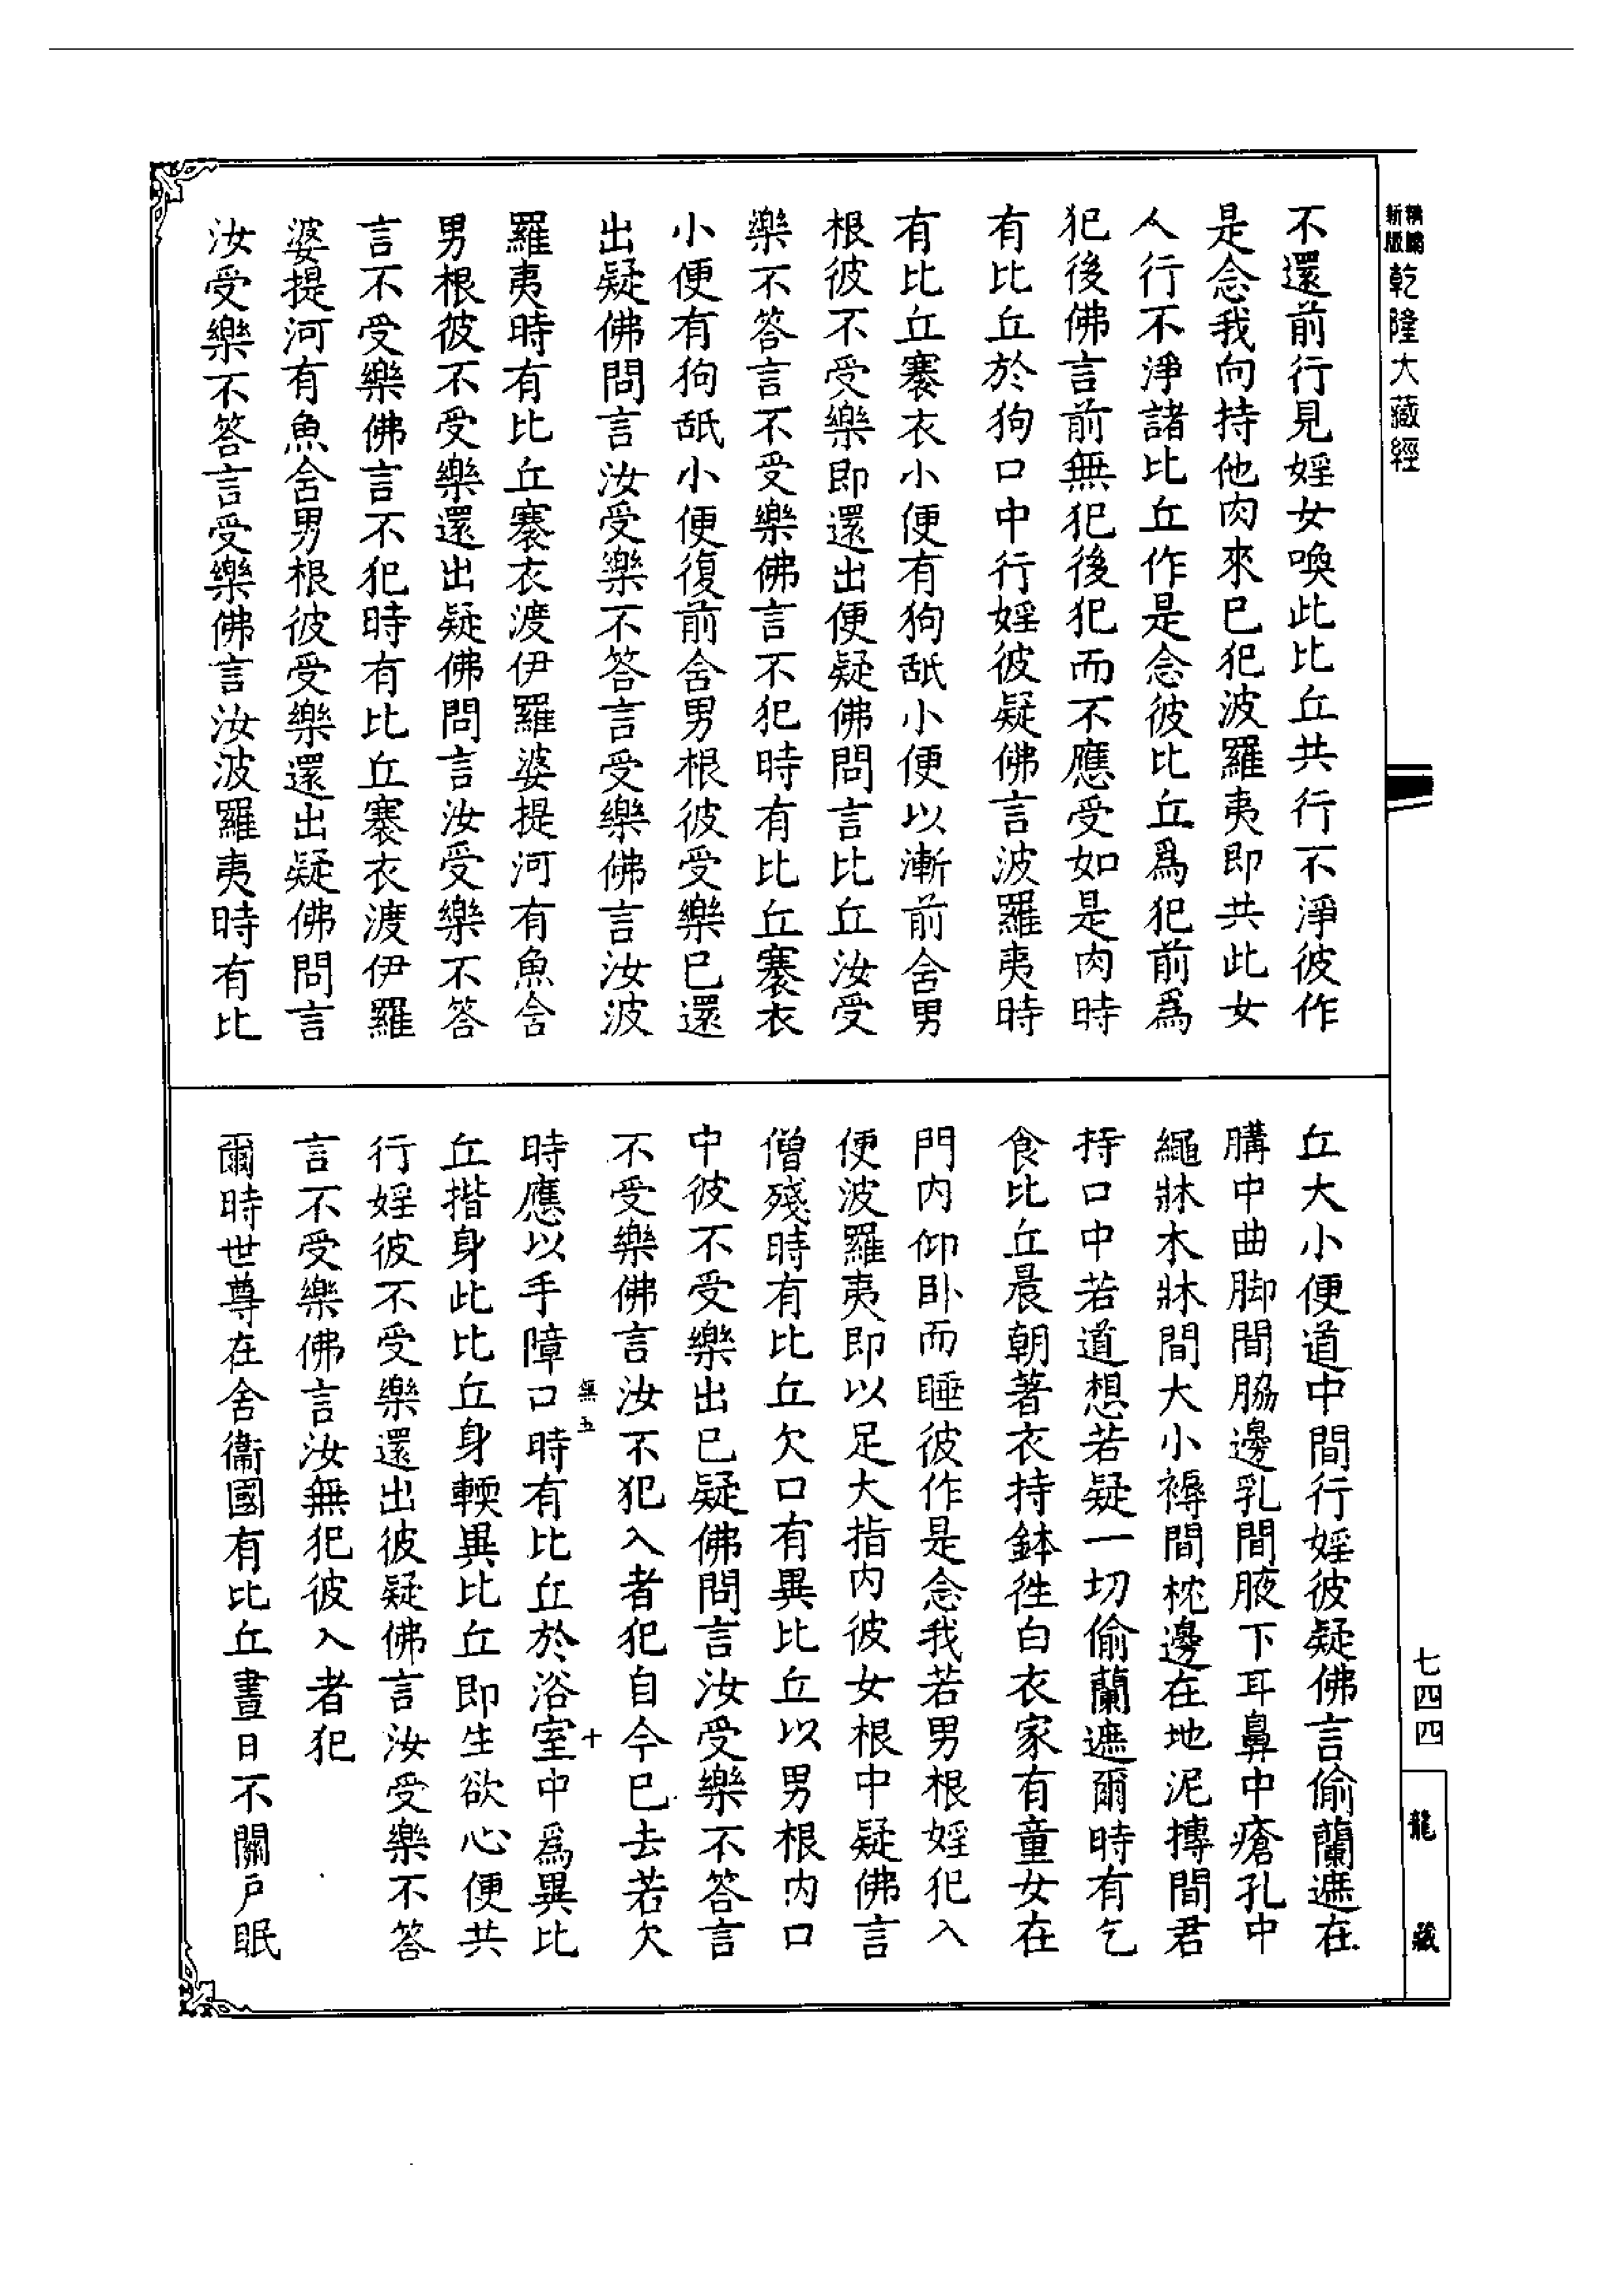 精縮新版乾隆大藏經
不還前行見婬女喚此比丘共行不淨彼作
是念我向持他肉來已犯波羅夷即共此女
人行不淨諸比丘作是念彼比丘爲犯前爲
犯後佛言前無犯後犯而不應受如是肉時
有比丘於狗口中行婬彼疑佛言波羅夷時
有比丘褰衣小便有狗舐小便以漸前含男
根彼不受樂即還出便疑佛問言比丘汝受
樂不答言不受樂佛言不犯時有比丘褰衣
小便有狗舐小便復前含男根彼受樂已還
出疑佛問言汝受樂不答言受樂佛言汝波
羅夷時有比丘褰衣渡伊羅婆提河有魚含
男根彼不受樂還出疑佛問言汝受樂不答
言不受樂佛言不犯時有比丘褰衣渡伊羅
婆提河有魚含男根彼受樂還出疑佛問言
汝受樂不答言受樂佛言汝波羅夷時有比
丘大小便道中間行婬彼疑佛言偷蘭遮在
膞中曲脚間脇邊乳間腋下耳鼻中瘡孔中
繩牀木牀間大小褥間枕邊在地泥摶間君
持口中若道想若疑一切偷蘭遮爾時有乞
食比丘晨朝著衣持鉢徃白衣家有童女在
門內仰卧而睡彼作是念我若男根婬犯入
便波羅夷即以足大指內彼女根中疑佛言
僧殘時有比丘欠口有異比丘以男根內口
中彼不受樂出已疑佛問言汝受樂不答言
不受樂佛言汝不犯入者犯自今已去若欠
無五
十
時應以手障口時有比丘於浴室中爲異比
丘揩身此比丘身輭異比丘即生欲心便共
行婬彼不受樂還出彼疑佛言汝受樂不答
言不受樂佛言汝無犯彼入者犯
爾時世尊在舍衞國有比丘晝日不關戶眠
七四四
龍藏